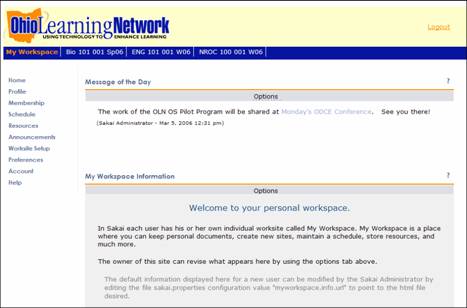 OhioLearningNetwork
USING TECHNOLOGY TO ENHANCE LEARNING
Logout
My Workspace | Bio 101 001 Sp06 | ENG 101 001 W06 | NROC 100 001 W06 |
Home
Profile
Membership
Schedule
Resources
Announcements
Worksite Setup
Preferences
Account
Help
Message of the Day ?
Options
The work of the OLN OS Pilot Program will be shared at Monday's ODCE Conference. See you there!
(Sakai Administrator - Mar 5, 2006 12:31 pm)
My Workspace Information ?
Options
Welcome to your personal workspace.
In Sakai each user has his or her own individual worksite called My Workspace. My Workspace is a place
where you can keep personal documents, create new sites, maintain a schedule, store resources, and
much more.
The owner of this site can revise what appears here by using the options tab above.
The default information displayed here for a new user can be modified by the Sakai Administrator by
editing the file sakai.properties configuration value "myworkspace.info.url" to point to the html file
desired.